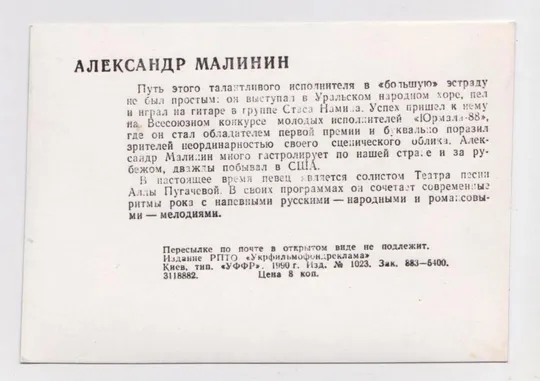 АЛЕКСАНДР МАЛИНИН
Путь этого талантливого исполнителя в «большую» эстраду
не был простым: он выступал в Уральском народном хоре, пел
и играл на гитаре в группе Стаса Намина. Успех пришел к нему
на Всесоюзном конкурсе молодых исполнителей «Юрмала-88»,
где он стал обладателем первой премии и буквально поразил
зрителей неординарностью своего сценического облика. Алек-
сандр Малинин много гастролирует по нашей стране и за ру-
бежом, дважды побывал в США.
В настоящее время певец является солистом Театра песни
Аллы Пугачевой. В своих программах он сочетает современные
ритмы рока с напевными русскими — народными и романсовы-
ми — мелодиями.
Пересылке по почте в открытом виде не подлежит.
Издание РПТО «Укрфильмофонореклама»
Киев. тип. «УФФР». 1990 г. Изд. № 1023. Зак. 883—5400.
3118882. Цена 8 коп.